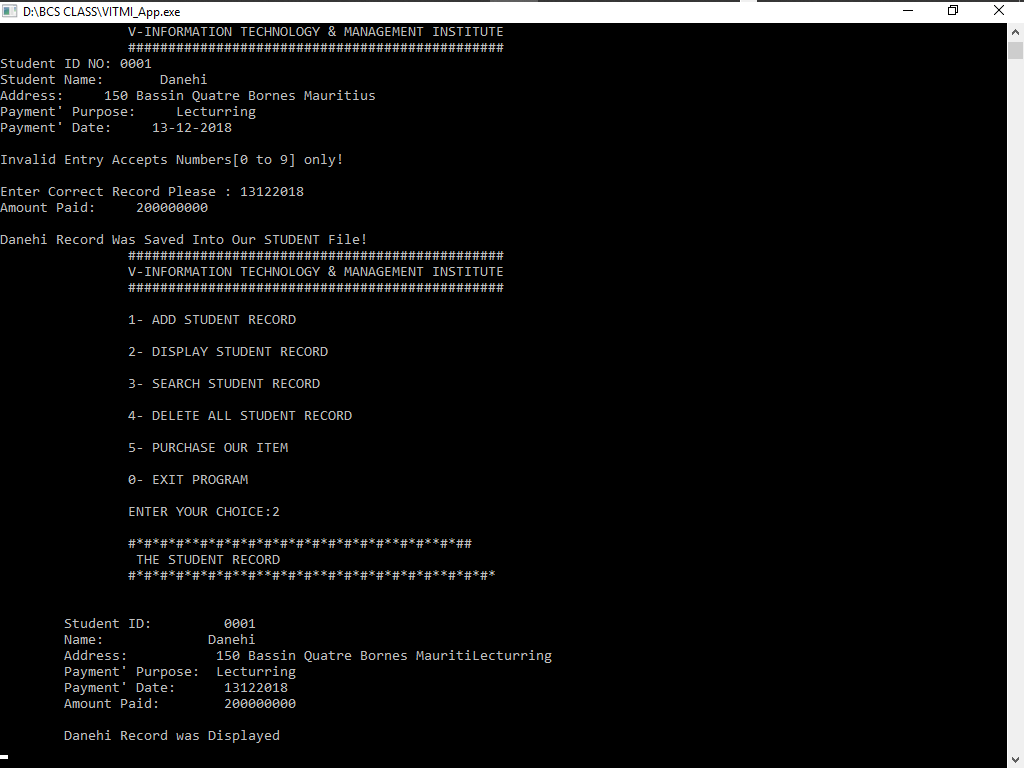 D:\BCS CLASS\VITMI_App.exe
V-INFORMATION TECHNOLOGY & MANAGEMENT INSTITUTE
###############################################
Student ID NO: 0001
Student Name: Danehi
Address: 150 Bassin Quatre Bornes Mauritius
Payment' Purpose: Lecturring
Payment' Date: 13-12-2018
Invalid Entry Accepts Numbers[0 to 9] only!
Enter Correct Record Please : 13122018
Amount Paid: 200000000
Danehi Record Was Saved Into Our STUDENT File!
###############################################
V-INFORMATION TECHNOLOGY & MANAGEMENT INSTITUTE
###############################################
1- ADD STUDENT RECORD
2- DISPLAY STUDENT RECORD
3- SEARCH STUDENT RECORD
4- DELETE ALL STUDENT RECORD
5- PURCHASE OUR ITEM
0- EXIT PROGRAM
ENTER YOUR CHOICE:2
#*#*#*#**#*#*#*#*#*#*#*#*#*#*#*#**#*#**#*##
THE STUDENT RECORD
#*#*#*#*#*#*#*#**#*#*#*#**#*#*#*#*#*#*#**#*#*#*
Student ID: 0001
Name: Danehi
Address: 150 Bassin Quatre Bornes MauritiLecturring
Payment' Purpose: Lecturring
Payment' Date: 13122018
Amount Paid: 200000000
Danehi Record was Displayed